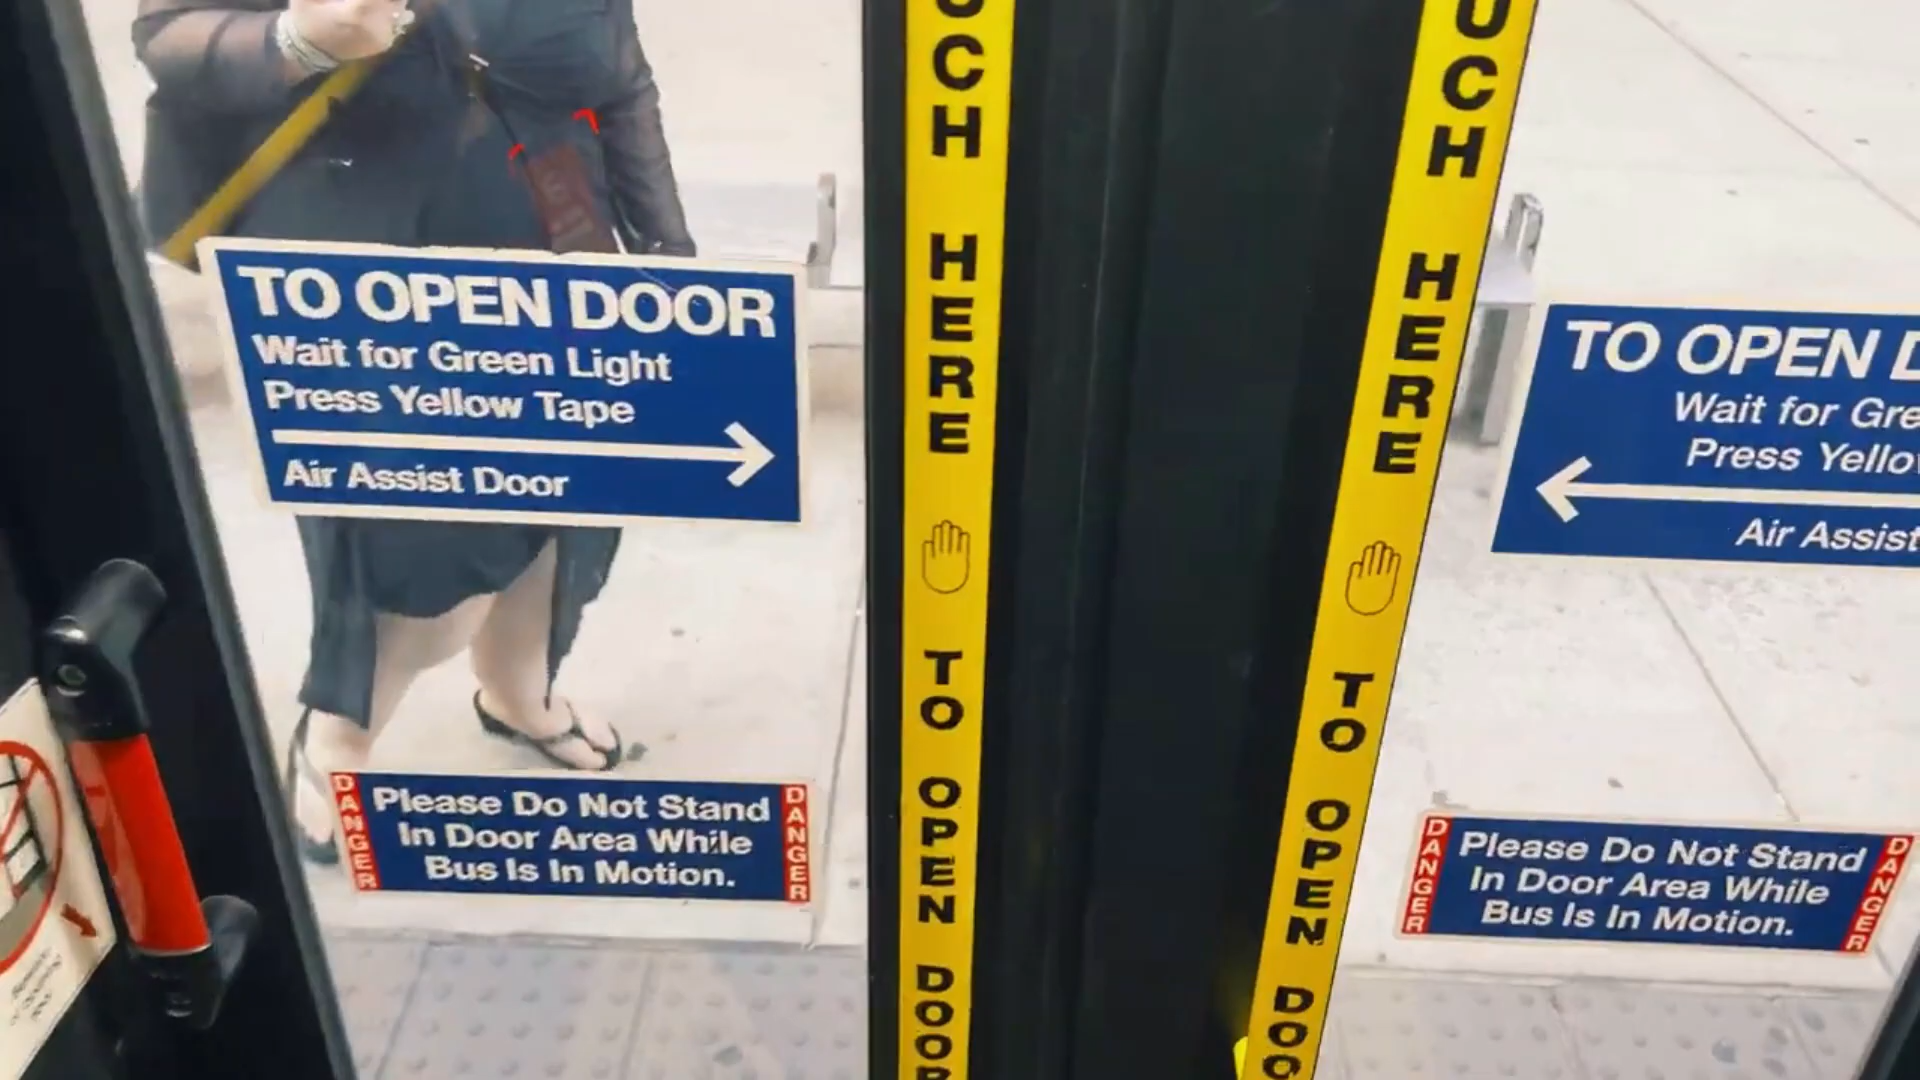 TO OPEN DOOR
Wait for Green Light
Press Yellow Tape
Air Assist Door
DANGER
Please Do Not Stand
In Door Area While
Bus Is In Motion.
DANGER
UCH HERE TO OPEN DOOR
UCH HERE TO OPEN DOO
TO OPEN D
Wait for Gre
Press Yello
Air Assist
DANGER
Please Do Not Stand
In Door Area While
Bus Is In Motion.
DANGER